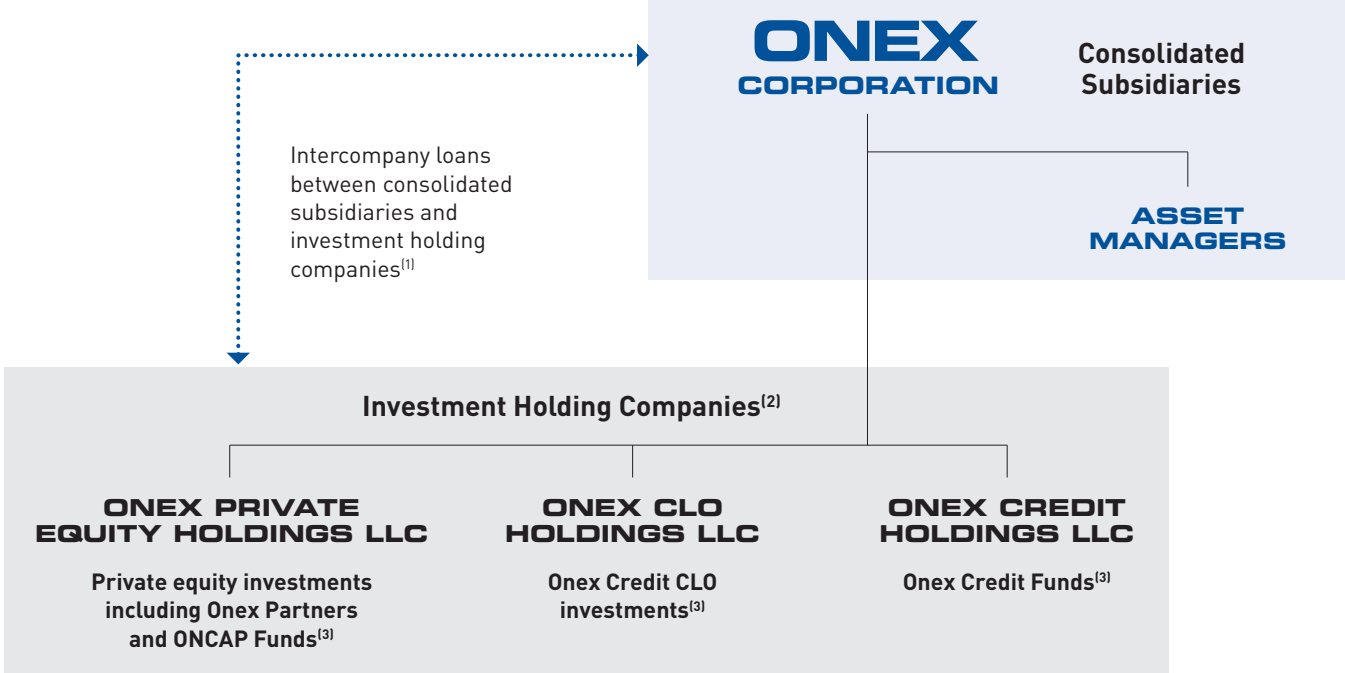 ONEX
CORPORATION
Consolidated
Subsidiaries
Intercompany loans
between consolidated
subsidiaries and
investment holding
companies(1)
ASSET
MANAGERS
Investment Holding Companies(2)
ONEX PRIVATE
EQUITY HOLDINGS LLC
Private equity investments
including Onex Partners
and ONCAP Funds(3)
ONEX CLO
HOLDINGS LLC
Onex Credit CLO
investments(3)
ONEX CREDIT
HOLDINGS LLC
Onex Credit Funds(3)